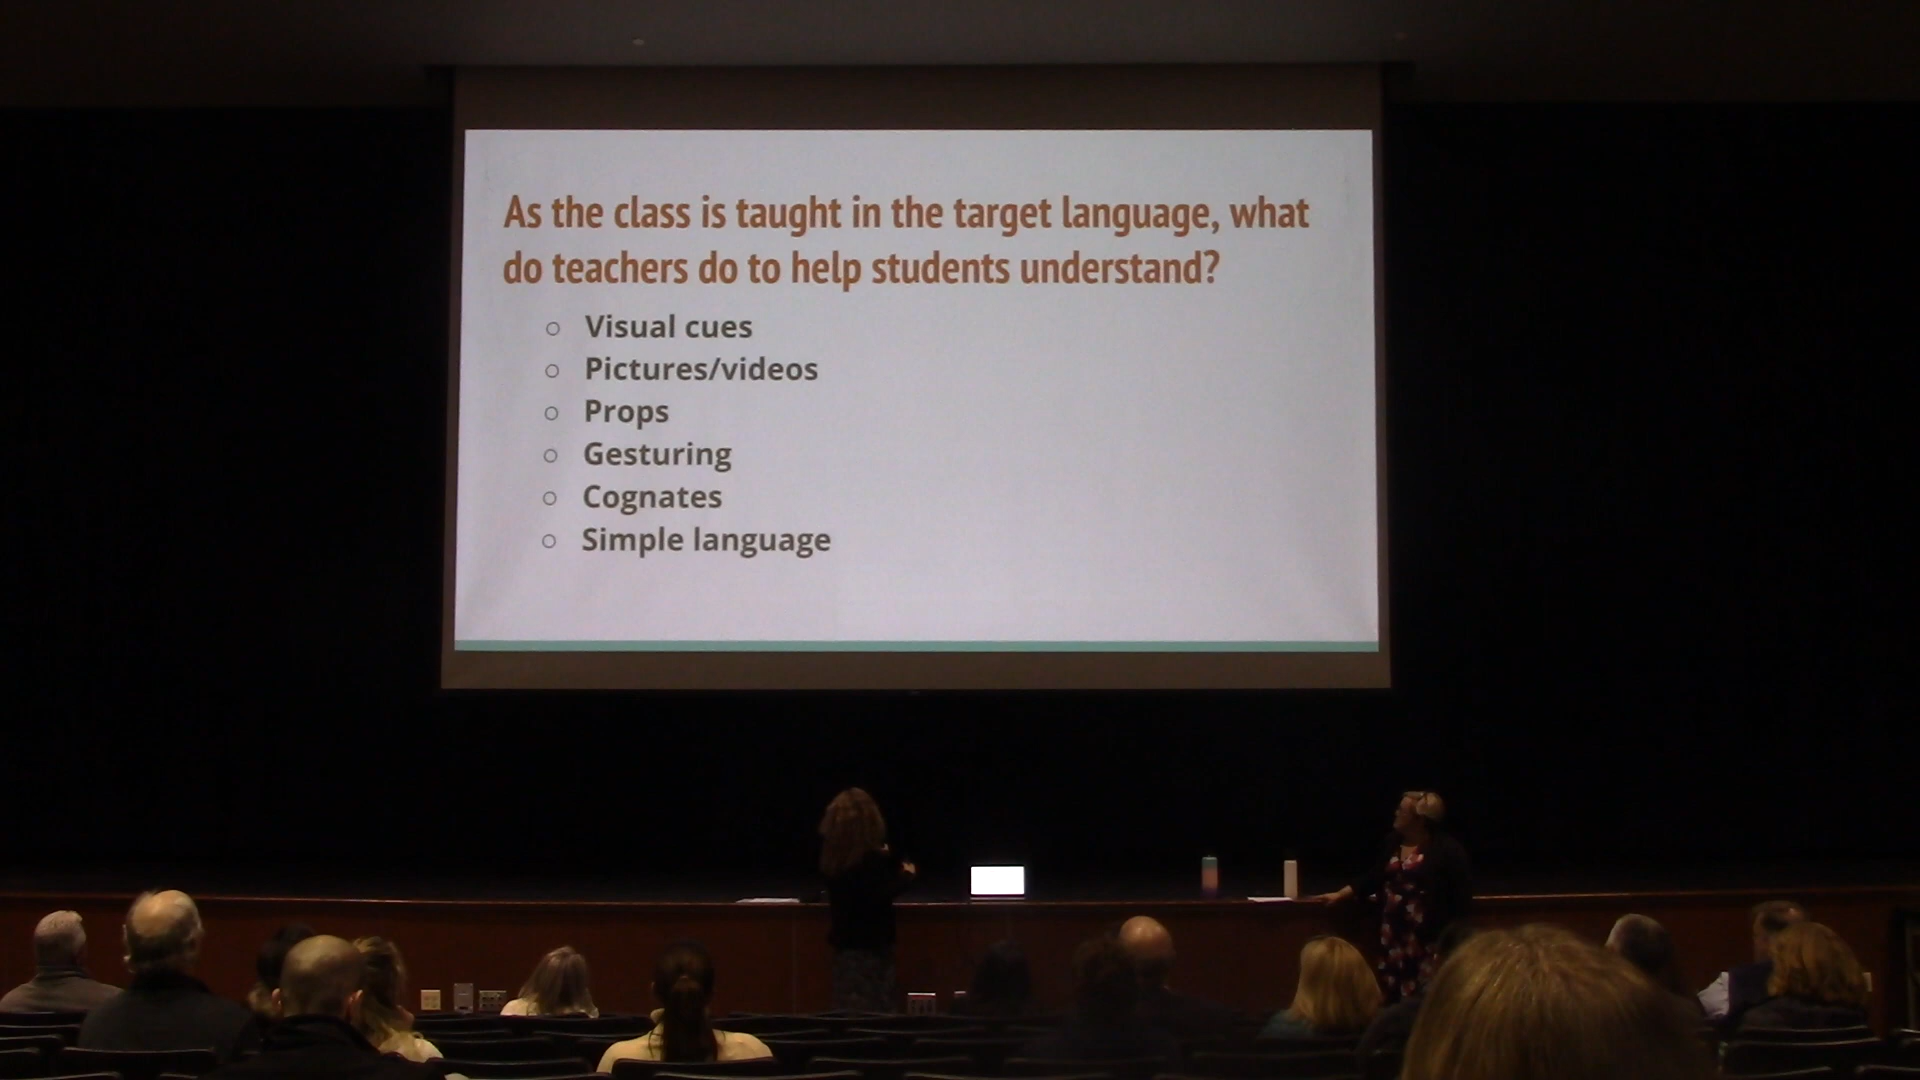 As the class is taught in the target language, what
do teachers do to help students understand?
○ Visual cues
○ Pictures/videos
○ Props
○ Gesturing
○ Cognates
○ Simple language